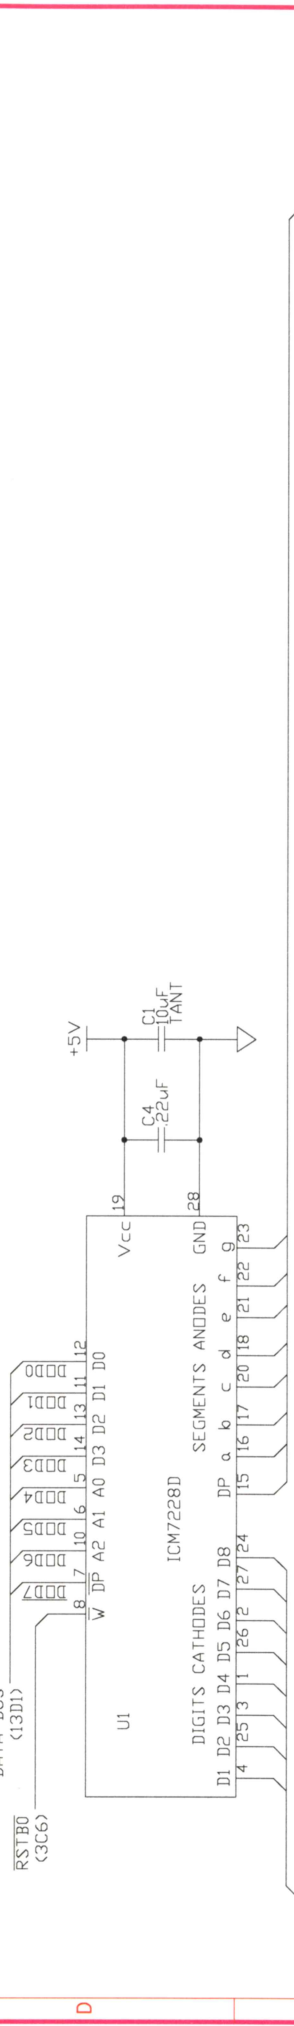 DATA BUS
(13D1)
RSTB0
(3C6)
DDD7
DDD6
DDD5
DDD4
DDD3
DDD2
DDD1
DDD0
8 7 10 6 5 14 13 11 12
W DP A2 A1 A0 D3 D2 D1 D0
U1
ICM7228D
Vcc 19
GND 28
DIGITS CATHODES
SEGMENTS ANODES
D1 D2 D3 D4 D5 D6 D7 D8 DP a b c d e f g
4 25 3 1 26 2 27 24 15 16 17 20 18 21 22 23
+5V
C4
.22uF
C1
10uF
TANT
D